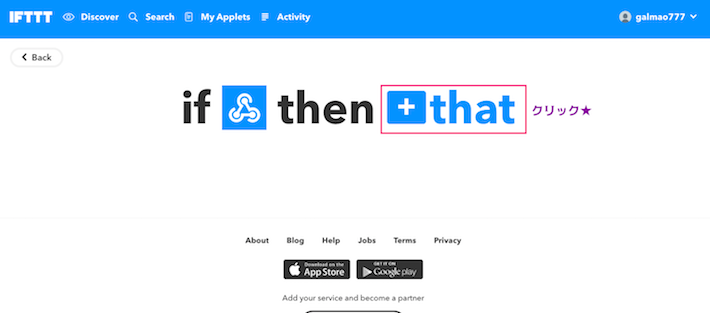 IFTTT Discover Search My Applets Activity galmao777
Back
if then +that クリック★
About Blog Help Jobs Terms Privacy
Download on the App Store GET IT ON Google play
Add your service and become a partner